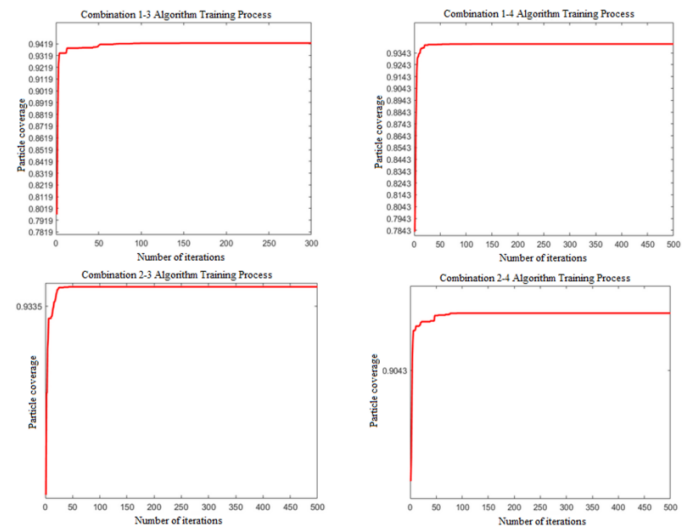 Combination 1-3 Algorithm Training Process
0.9419
0.9319
0.9219
0.9119
0.9019
0.8919
0.8819
0.8719
0.8619
0.8519
0.8419
0.8319
0.8219
0.8119
0.8019
0.7919
0.7819
Particle coverage
0 50 100 150 200 250 300
Number of iterations
Combination 1-4 Algorithm Training Process
0.9343
0.9243
0.9143
0.9043
0.8943
0.8843
0.8743
0.8643
0.8543
0.8443
0.8343
0.8243
0.8143
0.8043
0.7943
0.7843
Particle coverage
0 50 100 150 200 250 300 350 400 450 500
Number of iterations
Combination 2-3 Algorithm Training Process
0.9335
Particle coverage
0 50 100 150 200 250 300 350 400 450 500
Number of iterations
Combination 2-4 Algorithm Training Process
0.9043
Particle coverage
0 50 100 150 200 250 300 350 400 450 500
Number of iterations